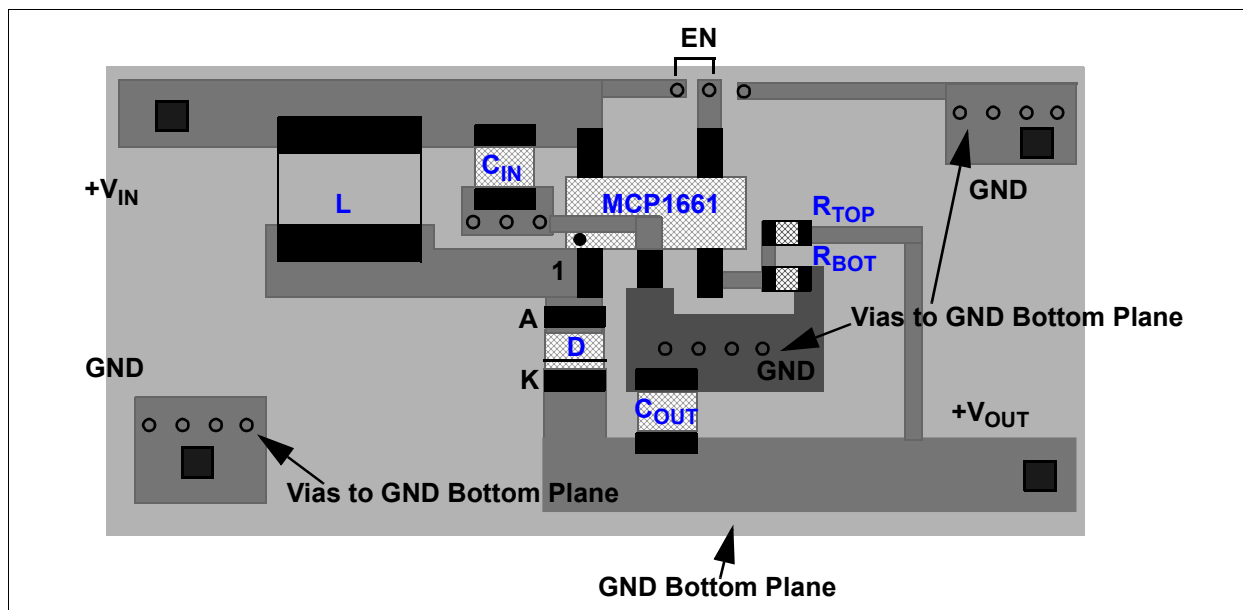 EN
+VIN
L
CIN
MCP1661
GND
RTOP
RBOT
1
A
D
K
Vias to GND Bottom Plane
GND
GND
COUT
+VOUT
Vias to GND Bottom Plane
GND Bottom Plane